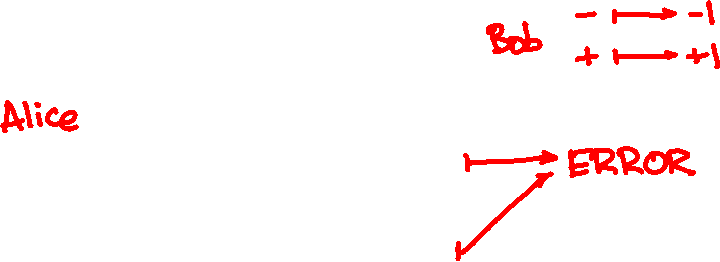 - ↦ -1
Bob
+ ↦ +1
Alice
ERROR